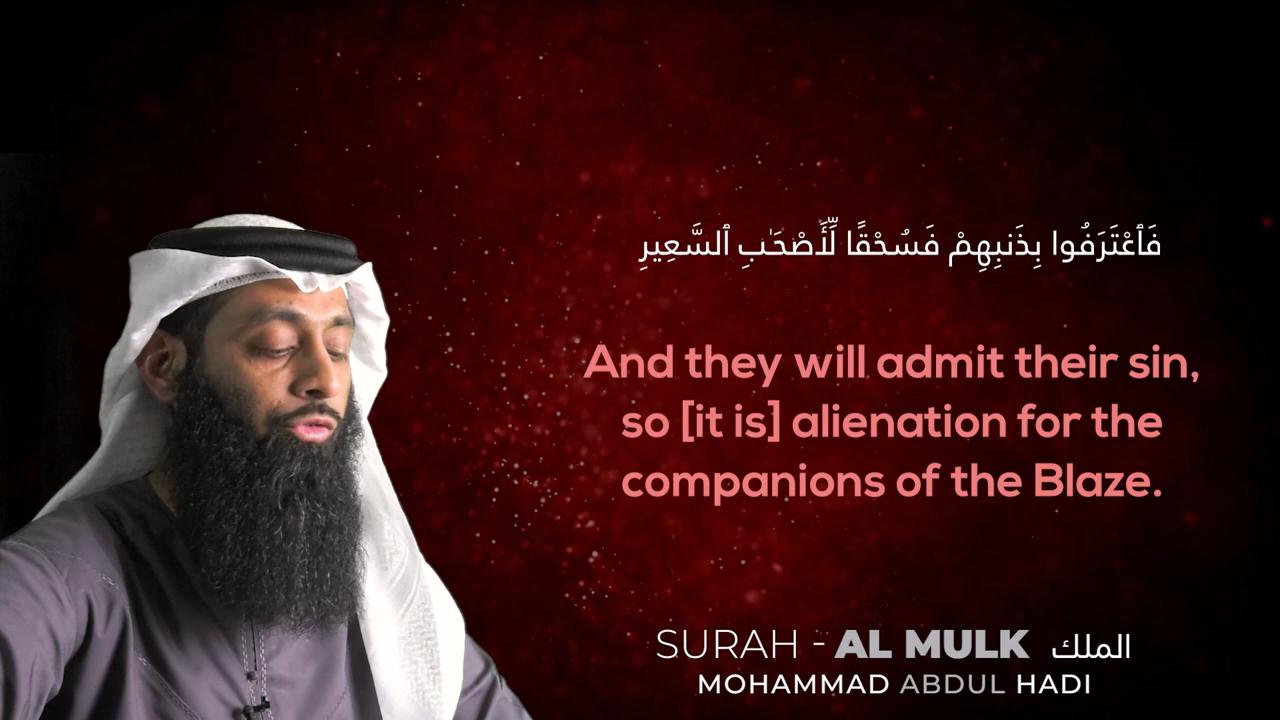 فَٱعْتَرَفُوا بِذَنبِهِمْ فَسُحْقًا لِّأَصْحَـٰبِ ٱلسَّعِيرِ
And they will admit their sin,
so [it is] alienation for the
companions of the Blaze.
SURAH - AL MULK الملك
MOHAMMAD ABDUL HADI